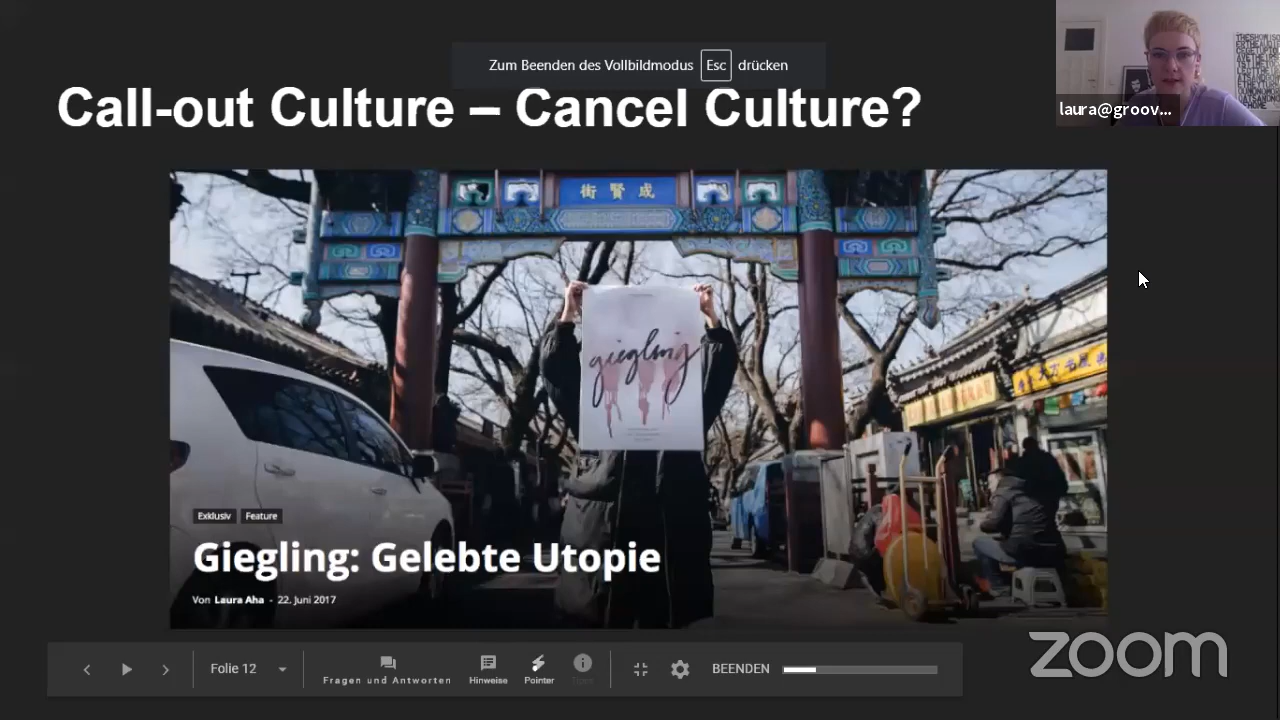 Zum Beenden des Vollbildmodus Esc drücken
Call-out Culture – Cancel Culture?
laura@groov...
街賢成
giegling
Exklusiv Feature
Giegling: Gelebte Utopie
Von Laura Aha - 22. Juni 2017
Folie 12
Fragen und Antworten
Hinweise
Pointer
BEENDEN
zoom